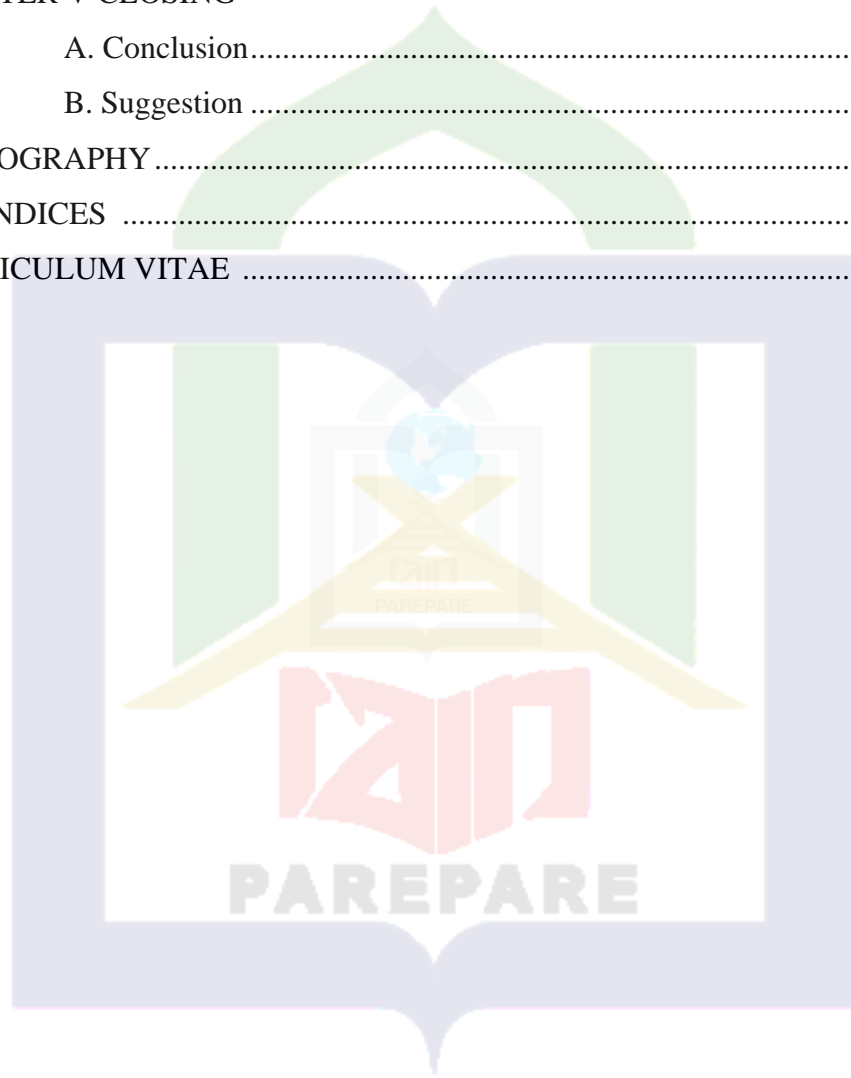 TER V CLOSING
A. Conclusion....................................................................................
B. Suggestion ....................................................................................
OGRAPHY..........................................................................................
NDICES ..........................................................................................
ICULUM VITAE ..............................................................................
PAREPARE
PAREPARE